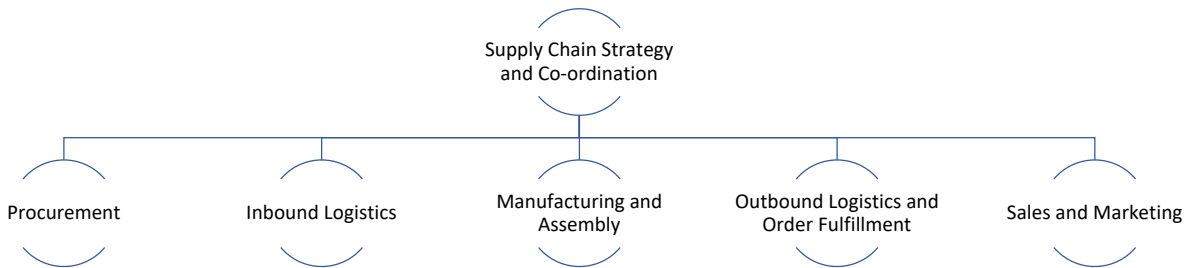 Supply Chain Strategy
and Co-ordination
Procurement
Inbound Logistics
Manufacturing and
Assembly
Outbound Logistics and
Order Fulfillment
Sales and Marketing